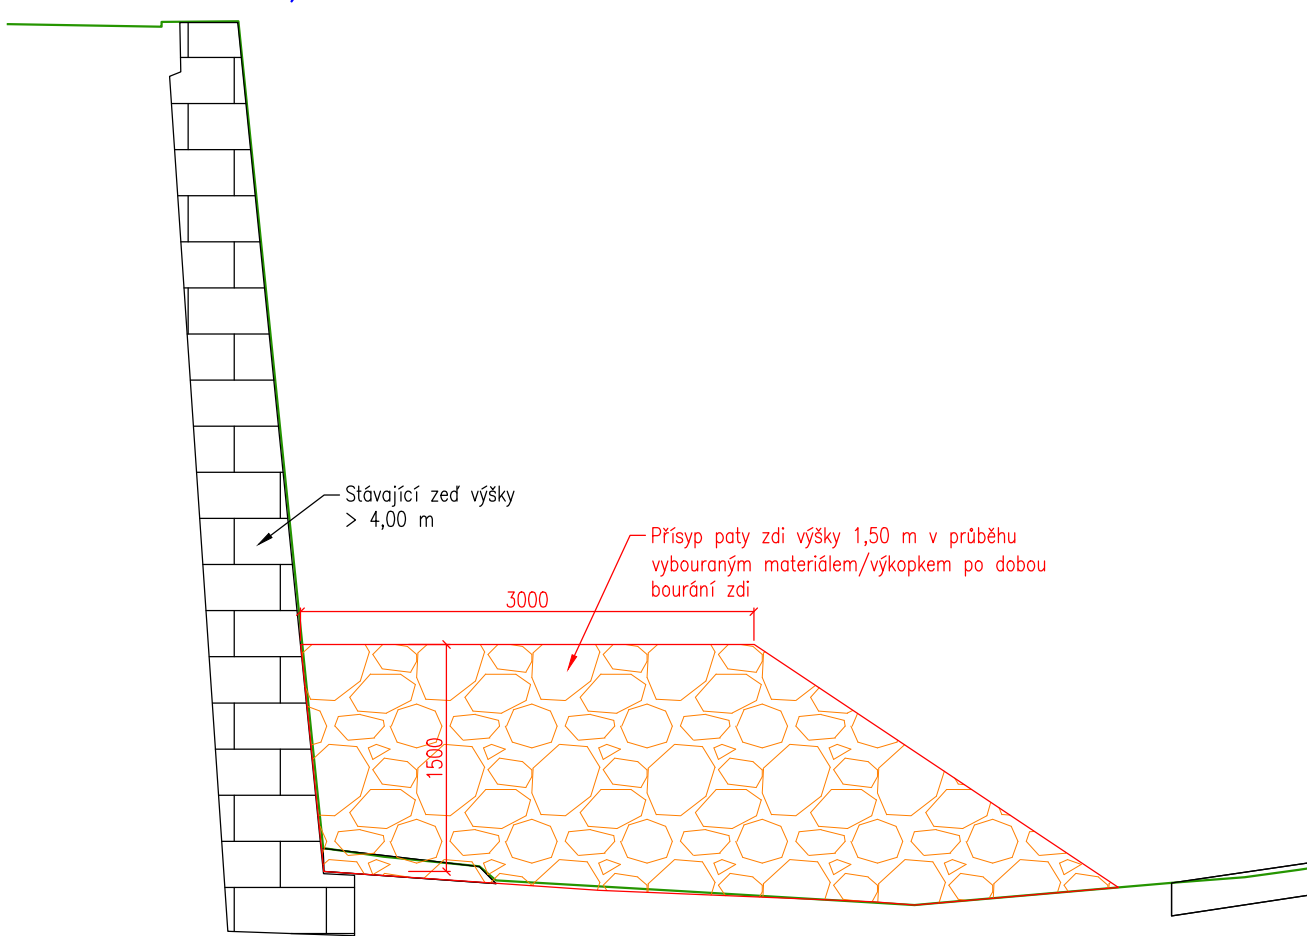 Stávající zeď výšky
> 4,00 m
Přísyp paty zdi výšky 1,50 m v průběhu
vybouraným materiálem/výkopkem po dobou
bourání zdi
3000
1500